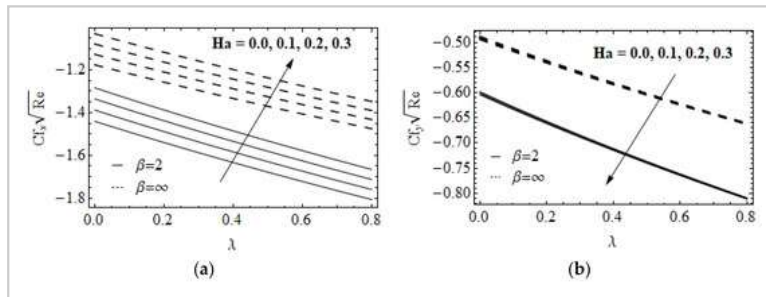 Ha = 0.0, 0.1, 0.2, 0.3
-1.2
-1.4
-1.6
-1.8
Cfₓ√Re
— β=2
--- β=∞
0.0 0.2 0.4 0.6 0.8
λ
(a)
Ha = 0.0, 0.1, 0.2, 0.3
-0.50
-0.55
-0.60
-0.65
-0.70
-0.75
-0.80
Cfᵧ√Re
— β=2
--- β=∞
0.0 0.2 0.4 0.6 0.8
λ
(b)